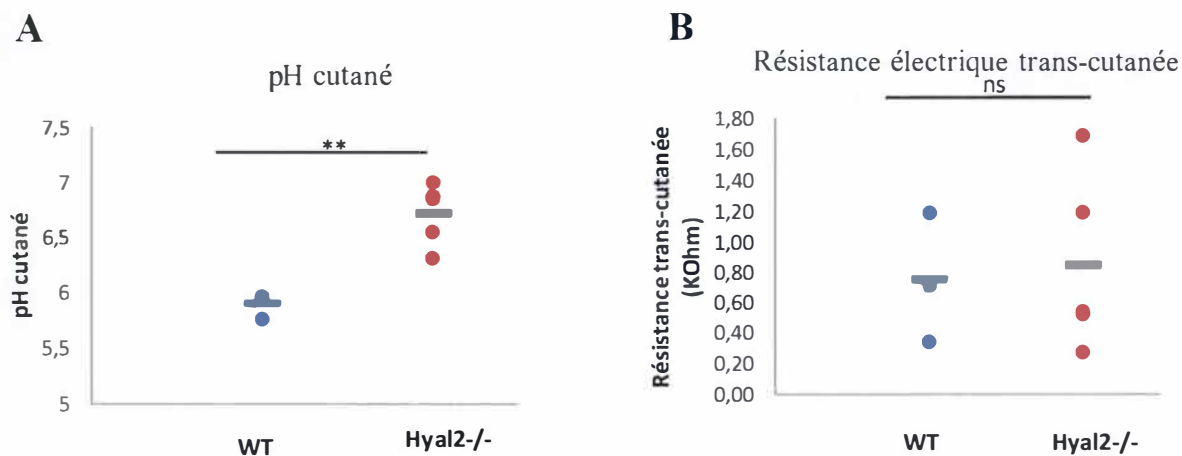 A
pH cutané
7,5
7
6,5
6
5,5
5
pH cutané
**
WT
Hyal2-/-
B
Résistance électrique trans-cutanée
ns
1,80
1,60
1,40
1,20
1,00
0,80
0,60
0,40
0,20
0,00
Résistance trans-cutanée
(KOhm)
WT
Hyal2-/-